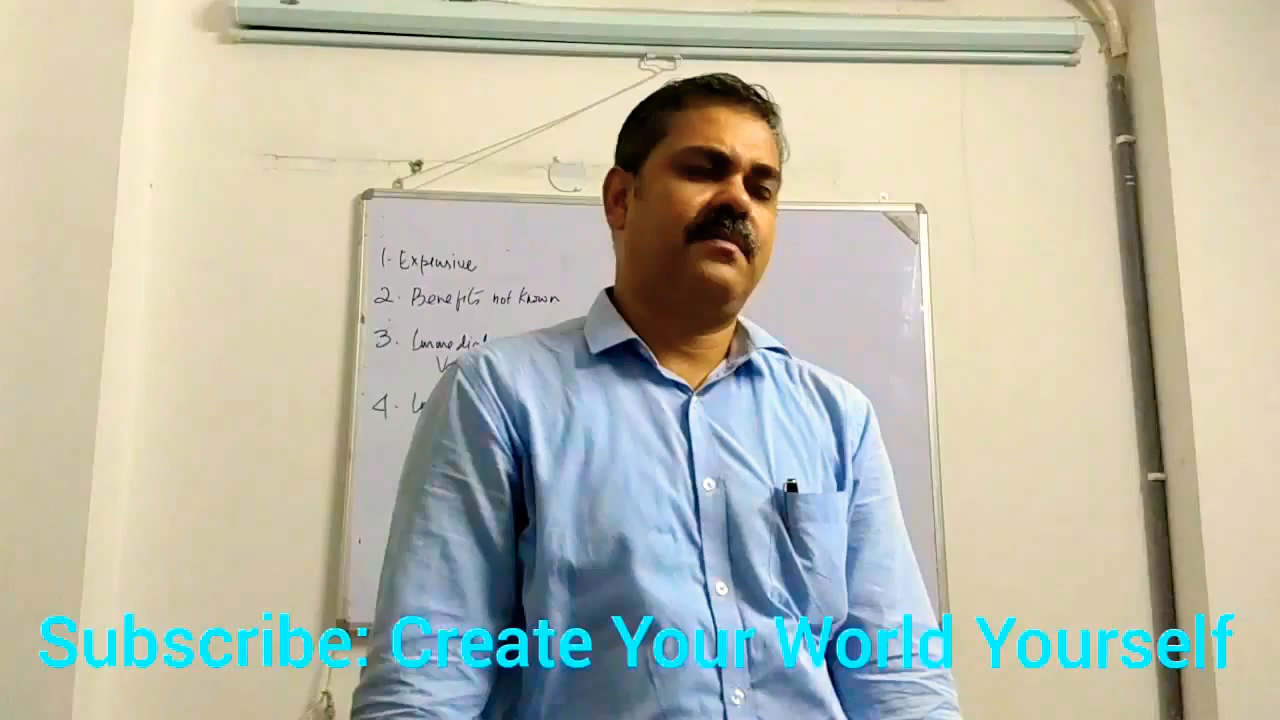 1. Expensive
2. Benefits not known
3.
4.
Subscribe: Create Your World Yourself